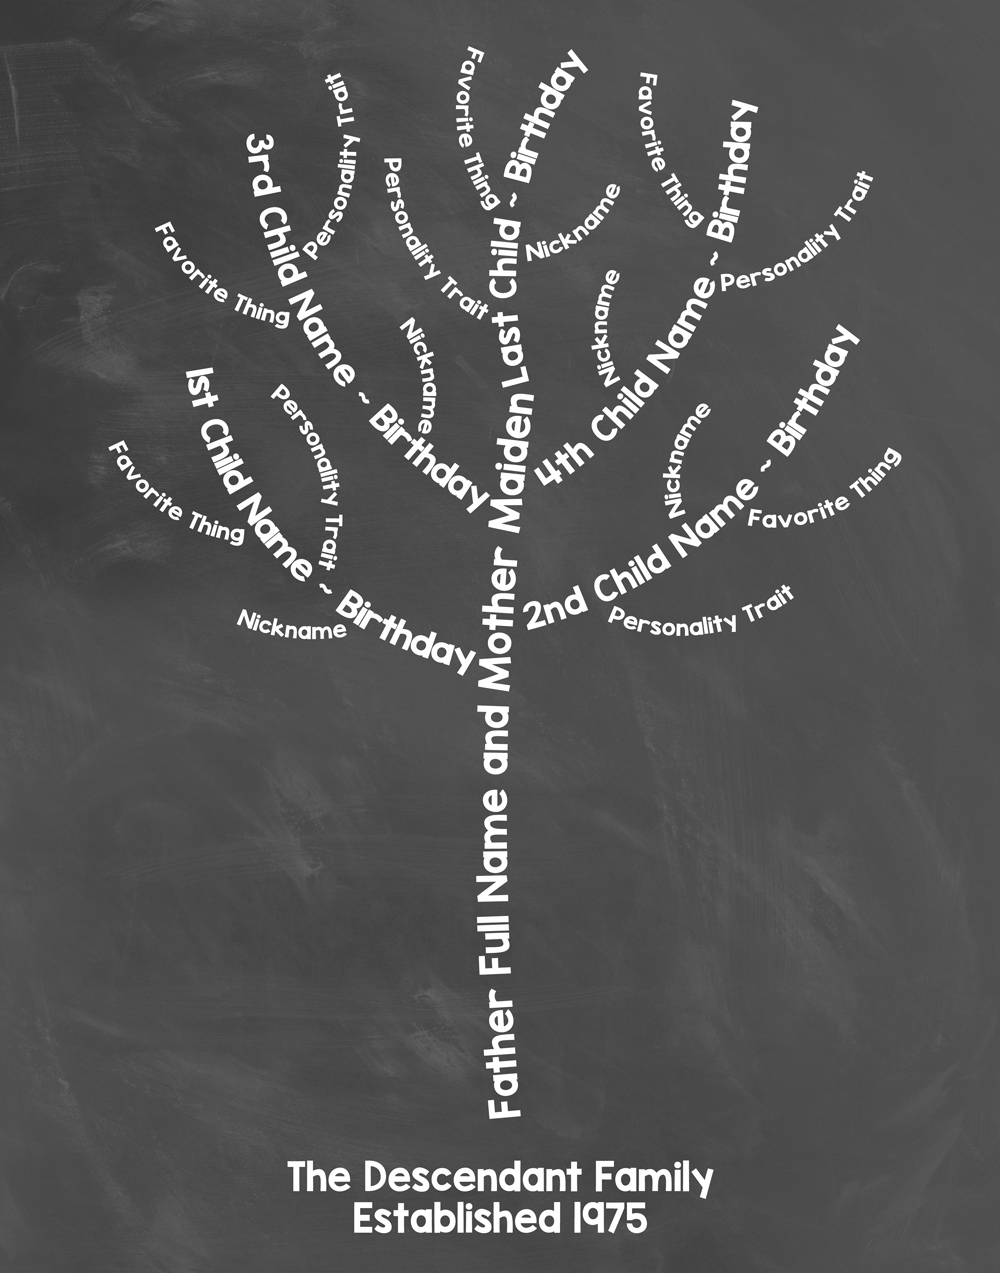 Favorite Thing
Birthday
Personality Trait
Favorite Thing
Birthday
3rd Child Name ~ Birthday
Personality Trait
Last Child ~
Nickname
Personality Trait
Favorite Thing
Nickname
4th Child Name ~
Nickname
1st Child Name ~ Birthday
Personality Trait
Favorite Thing
Nickname
2nd Child Name ~ Birthday
Nickname
Favorite Thing
Personality Trait
Father Full Name and Mother Maiden
The Descendant Family
Established 1975